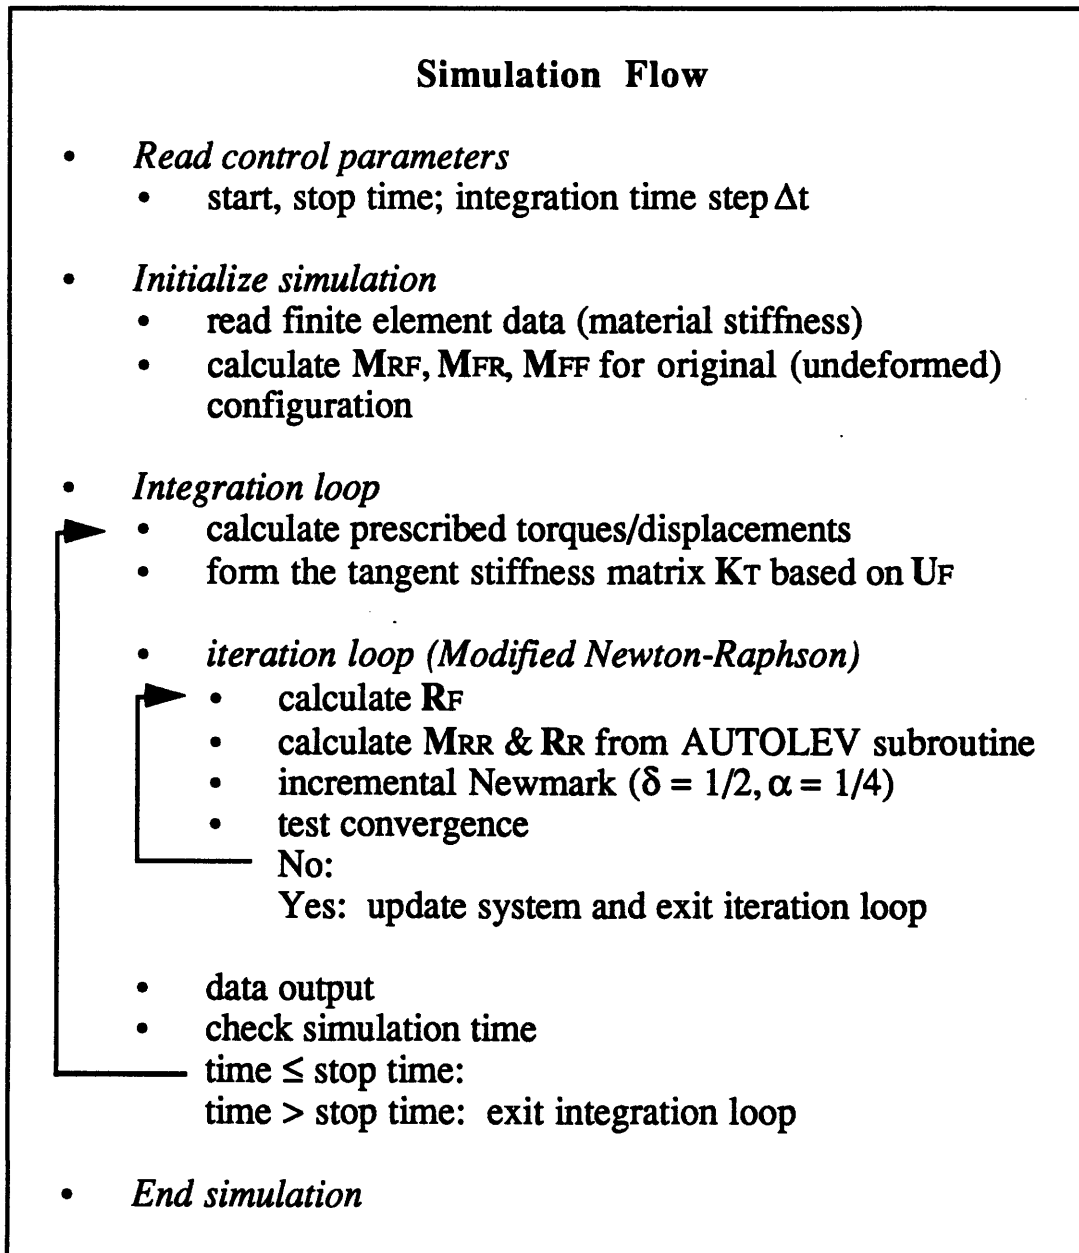 Simulation Flow
• Read control parameters
• start, stop time; integration time step Δt
• Initialize simulation
• read finite element data (material stiffness)
• calculate MRF, MFR, MFF for original (undeformed)
configuration
• Integration loop
• calculate prescribed torques/displacements
• form the tangent stiffness matrix KT based on UF
• iteration loop (Modified Newton-Raphson)
• calculate RF
• calculate MRR & RR from AUTOLEV subroutine
• incremental Newmark (δ = 1/2, α = 1/4)
• test convergence
No:
Yes: update system and exit iteration loop
• data output
• check simulation time
time ≤ stop time:
time > stop time: exit integration loop
• End simulation